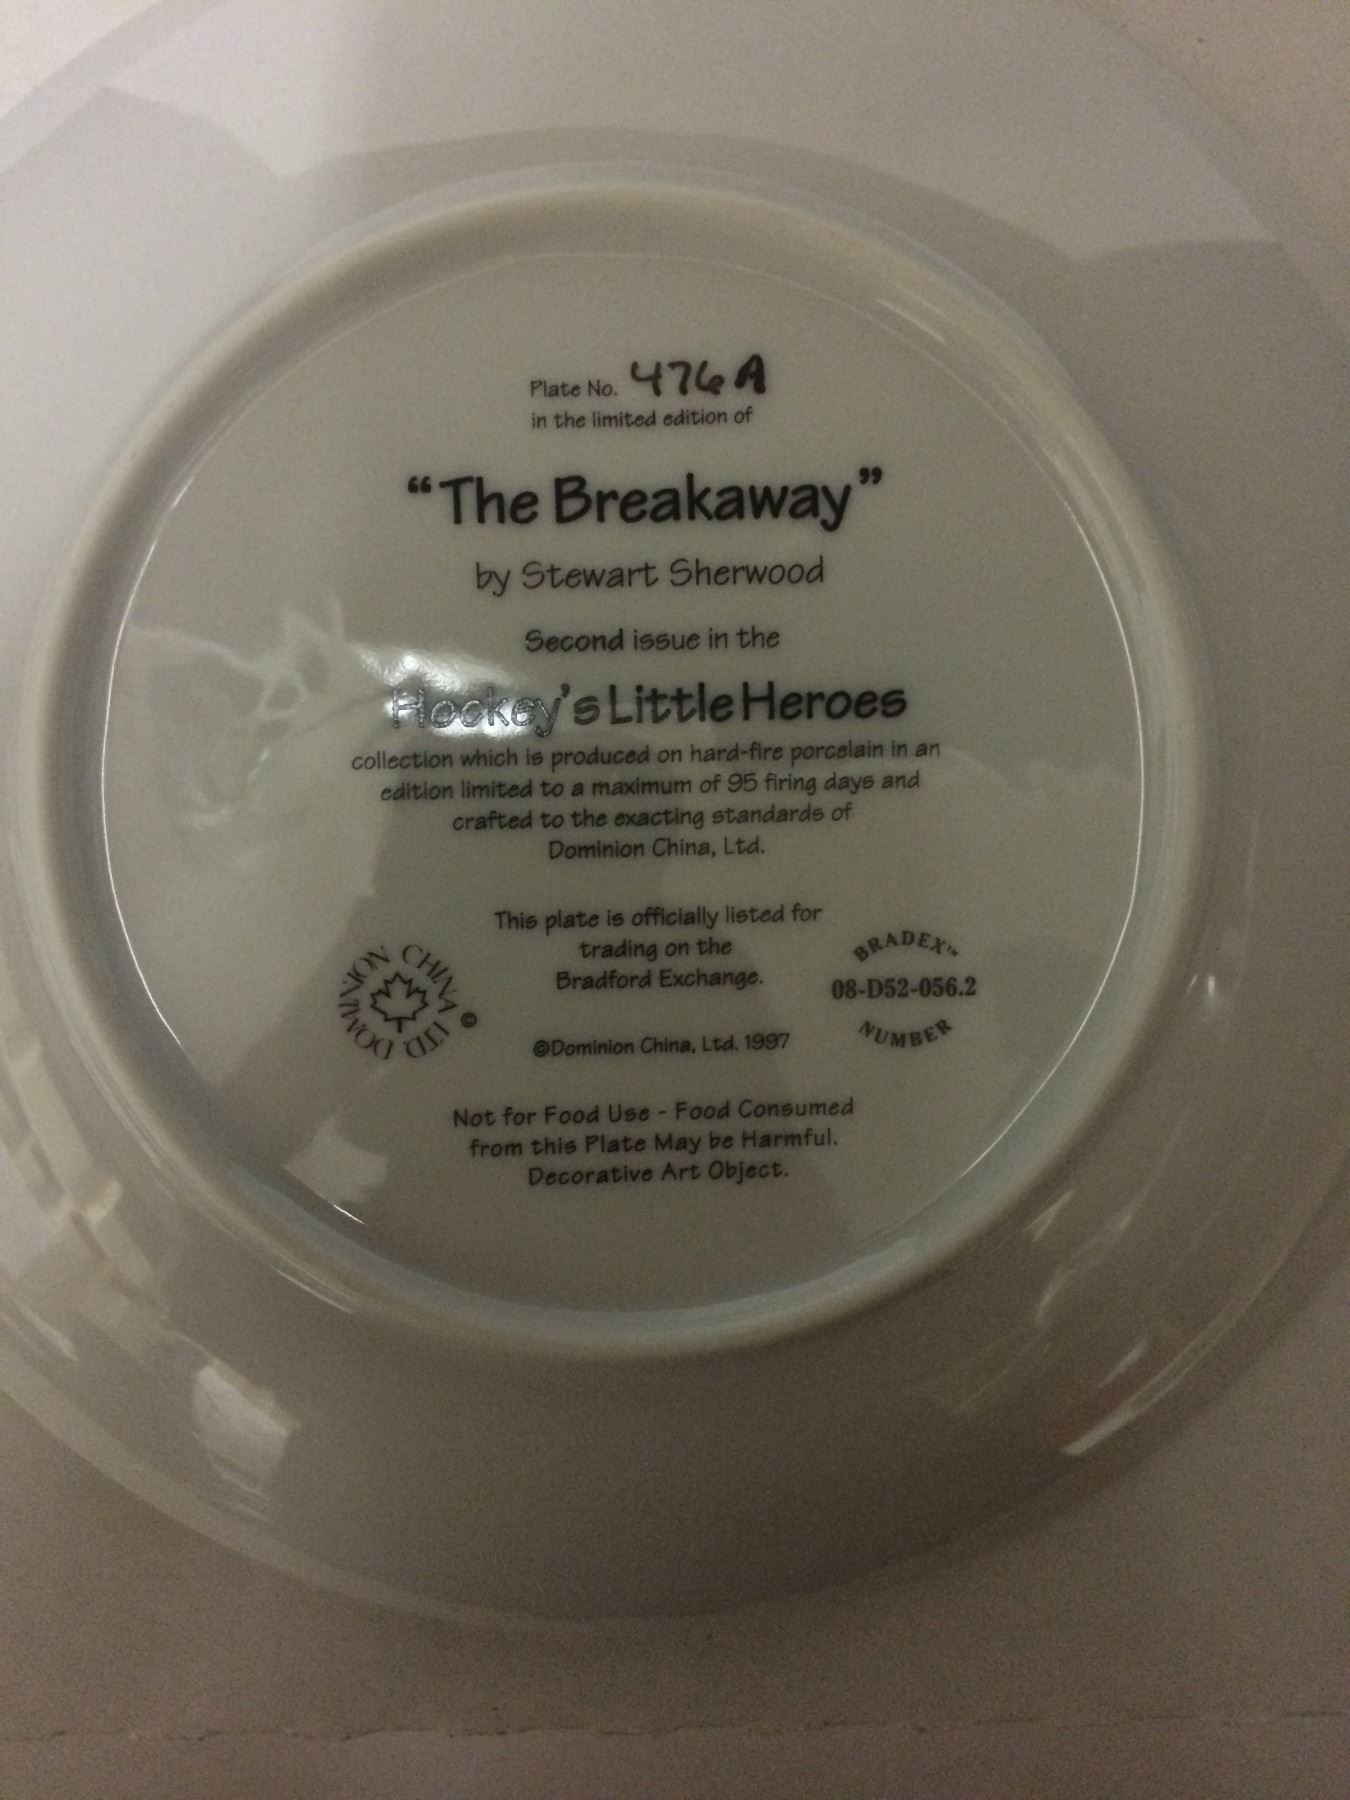 Plate No. 476A
in the limited edition of
“The Breakaway”
by Stewart Sherwood
Second issue in the
Hockey's Little Heroes
collection which is produced on hard-fire porcelain in an
edition limited to a maximum of 95 firing days and
crafted to the exacting standards of
Dominion China, Ltd.
This plate is officially listed for
trading on the
Bradford Exchange.
DOMINION CHINA LTD. ©
BRADEX™
08-D52-056.2
NUMBER
©Dominion China, Ltd. 1997
Not for Food Use - Food Consumed
from this Plate May be Harmful.
Decorative Art Object.